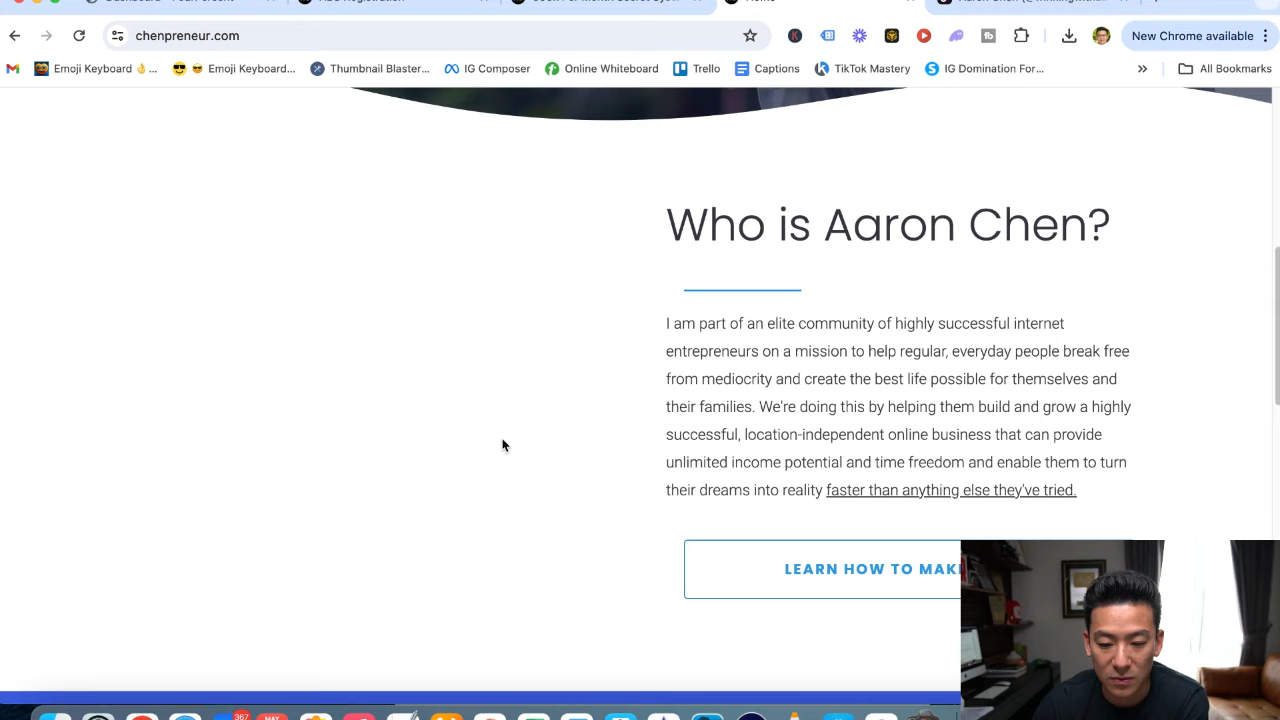 chenpreneur.com
New Chrome available
Emoji Keyboard 👌 ...
Emoji Keyboard...
Thumbnail Blaster...
IG Composer
Online Whiteboard
Trello
Captions
TikTok Mastery
IG Domination For...
All Bookmarks
Who is Aaron Chen?
I am part of an elite community of highly successful internet
entrepreneurs on a mission to help regular, everyday people break free
from mediocrity and create the best life possible for themselves and
their families. We're doing this by helping them build and grow a highly
successful, location-independent online business that can provide
unlimited income potential and time freedom and enable them to turn
their dreams into reality faster than anything else they've tried.
LEARN HOW TO MAK
367
MAY